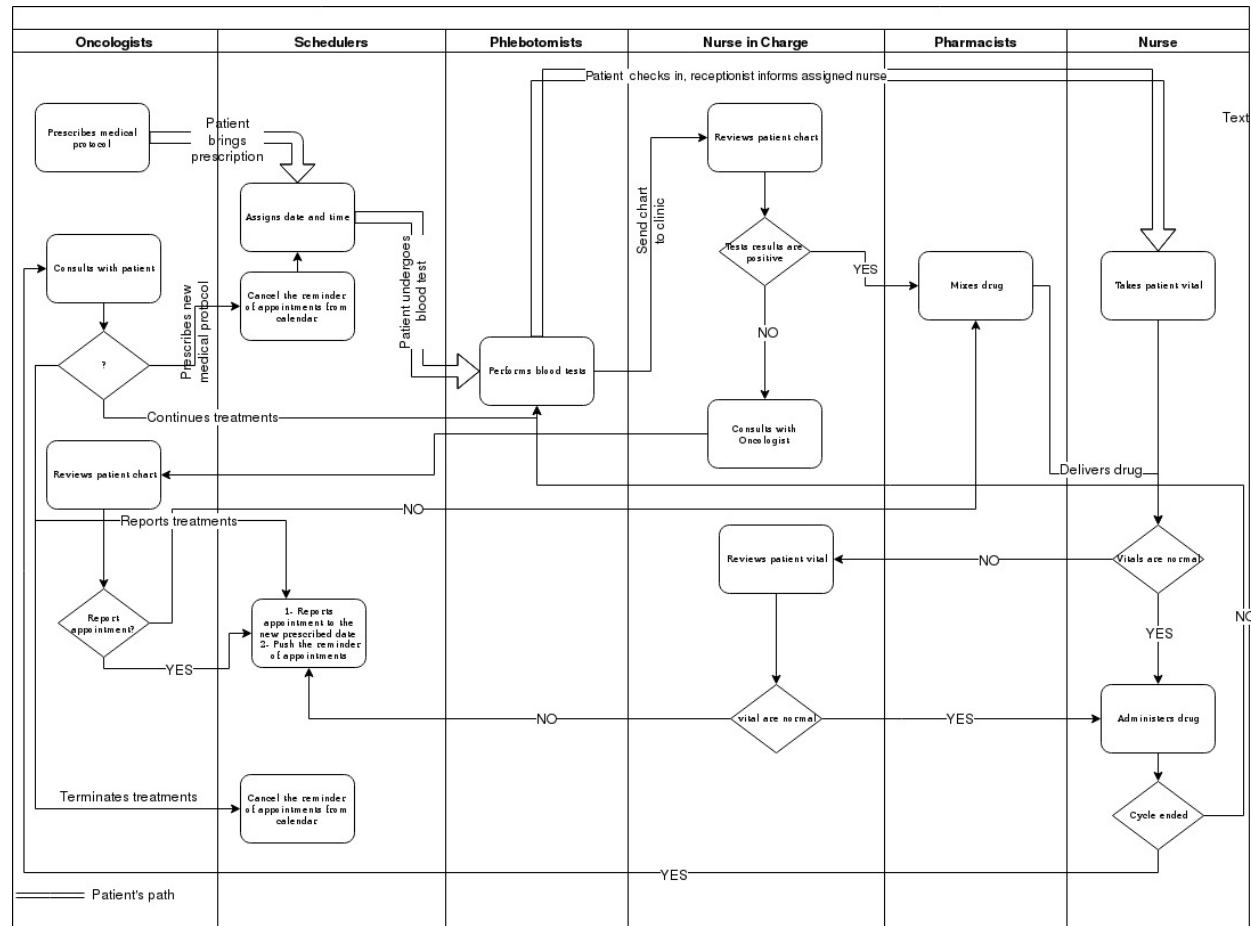 Oncologists
Schedulers
Phlebotomists
Nurse in Charge
Pharmacists
Nurse
Patient checks in, receptionist informs assigned nurse
Text
Prescribes medical
protocol
Patient
brings
prescription
Reviews patient chart
Assigns date and time
Send chart
to clinic
Tests results are
positive
YES
Consults with patient
Prescribes new
medical protocol
Cancel the reminder
of appointments from
calendar
Patient undergoes
blood test
Mixes drug
Takes patient vital
NO
?
Performs blood tests
Continues treatments
Consults with
Oncologist
Reviews patient chart
Delivers drug
NO
Reports treatments
Reviews patient vital
NO
Vitals are normal
Report
appointment?
1- Reports
appointment to the
new prescribed date
2- Push the reminder
of appointments
YES
YES
NO
NO
vital are normal
YES
Administers drug
Terminates treatments
Cancel the reminder
of appointments from
calendar
Cycle ended
YES
Patient's path